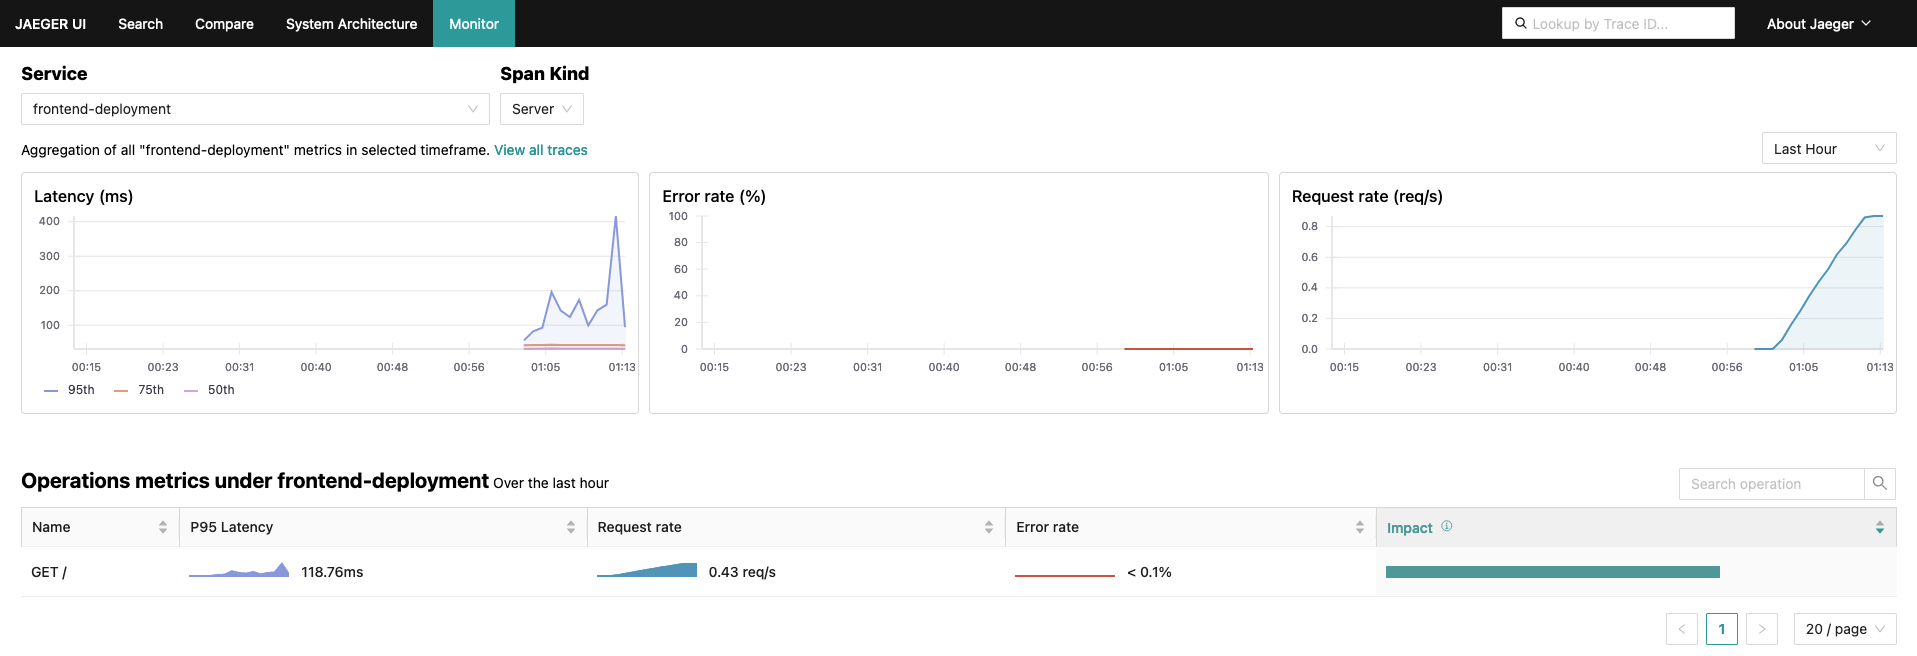 JAEGER UI Search Compare System Architecture Monitor Lookup by Trace ID... About Jaeger
Service Span Kind
frontend-deployment Server
Aggregation of all "frontend-deployment" metrics in selected timeframe. View all traces Last Hour
Latency (ms)
400
300
200
100
00:15 00:23 00:31 00:40 00:48 00:56 01:05 01:13
95th 75th 50th
Error rate (%)
100
80
60
40
20
0
00:15 00:23 00:31 00:40 00:48 00:56 01:05 01:13
Request rate (req/s)
0.8
0.6
0.4
0.2
0.0
00:15 00:23 00:31 00:40 00:48 00:56 01:05 01:13
Operations metrics under frontend-deployment Over the last hour Search operation
Name P95 Latency Request rate Error rate Impact
GET / 118.76ms 0.43 req/s < 0.1%
< 1 > 20 / page